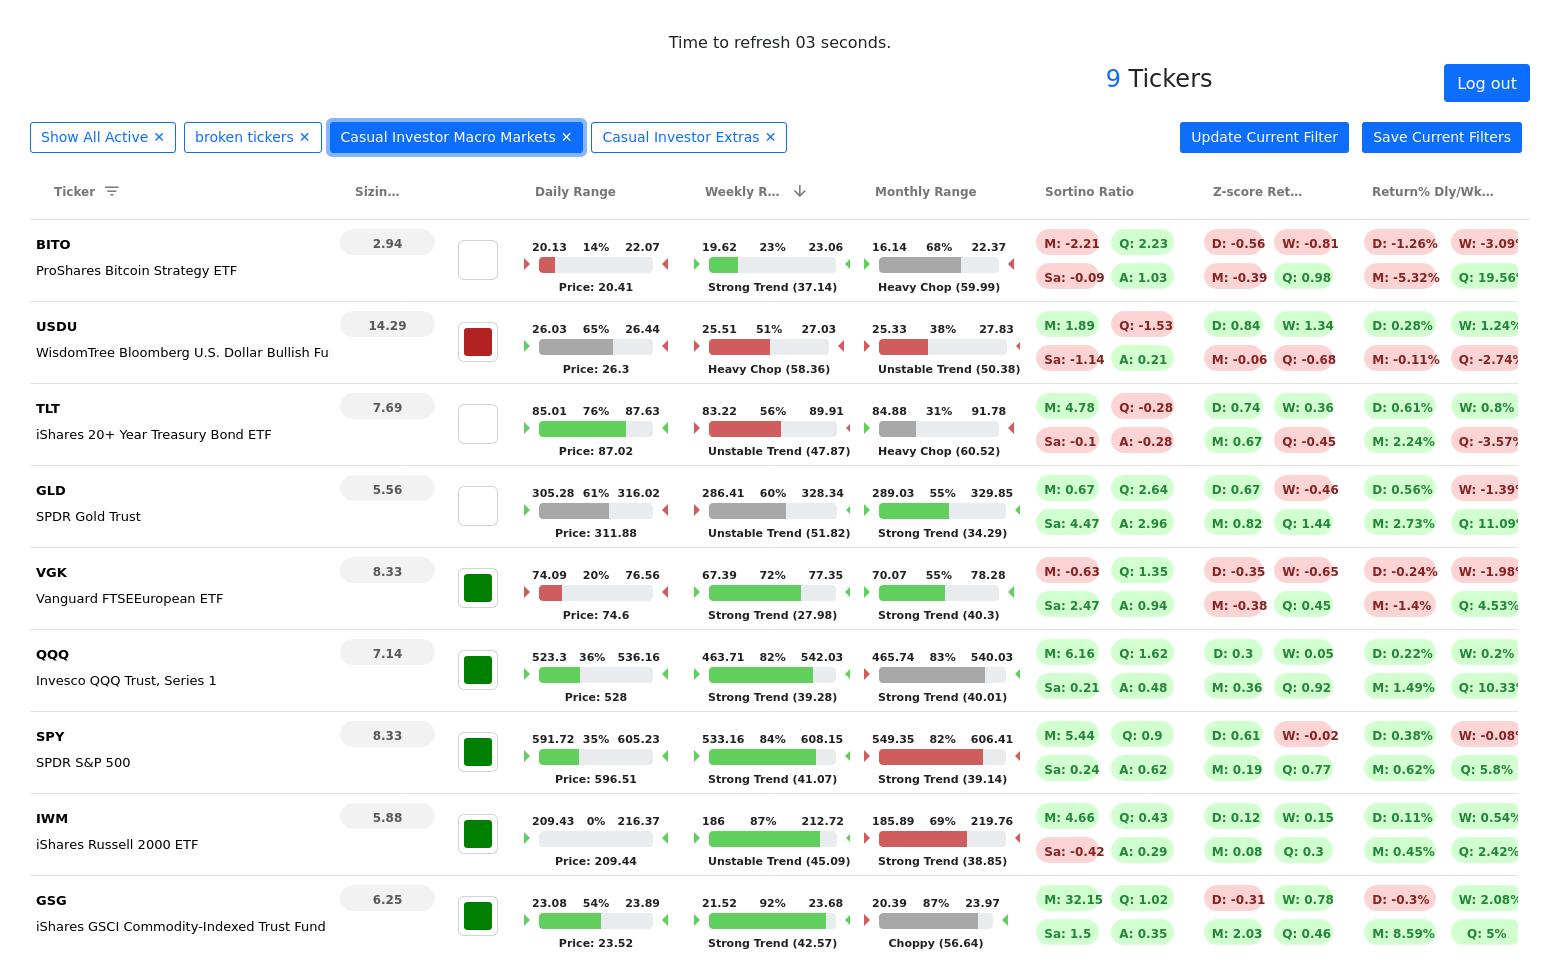 Time to refresh 03 seconds.
9 Tickers
Log out
Show All Active ✕ broken tickers ✕ Casual Investor Macro Markets ✕ Casual Investor Extras ✕ Update Current Filter Save Current Filters
Ticker Sizin… Daily Range Weekly R… Monthly Range Sortino Ratio Z-score Ret… Return% Dly/Wk…
BITO 2.94 20.13 14% 22.07 19.62 23% 23.06 16.14 68% 22.37 M: -2.21 Q: 2.23 D: -0.56 W: -0.81 D: -1.26% W: -3.09%
ProShares Bitcoin Strategy ETF Price: 20.41 Strong Trend (37.14) Heavy Chop (59.99) Sa: -0.09 A: 1.03 M: -0.39 Q: 0.98 M: -5.32% Q: 19.56%
USDU 14.29 26.03 65% 26.44 25.51 51% 27.03 25.33 38% 27.83 M: 1.89 Q: -1.53 D: 0.84 W: 1.34 D: 0.28% W: 1.24%
WisdomTree Bloomberg U.S. Dollar Bullish Fu Price: 26.3 Heavy Chop (58.36) Unstable Trend (50.38) Sa: -1.14 A: 0.21 M: -0.06 Q: -0.68 M: -0.11% Q: -2.74%
TLT 7.69 85.01 76% 87.63 83.22 56% 89.91 84.88 31% 91.78 M: 4.78 Q: -0.28 D: 0.74 W: 0.36 D: 0.61% W: 0.8%
iShares 20+ Year Treasury Bond ETF Price: 87.02 Unstable Trend (47.87) Heavy Chop (60.52) Sa: -0.1 A: -0.28 M: 0.67 Q: -0.45 M: 2.24% Q: -3.57%
GLD 5.56 305.28 61% 316.02 286.41 60% 328.34 289.03 55% 329.85 M: 0.67 Q: 2.64 D: 0.67 W: -0.46 D: 0.56% W: -1.39%
SPDR Gold Trust Price: 311.88 Unstable Trend (51.82) Strong Trend (34.29) Sa: 4.47 A: 2.96 M: 0.82 Q: 1.44 M: 2.73% Q: 11.09%
VGK 8.33 74.09 20% 76.56 67.39 72% 77.35 70.07 55% 78.28 M: -0.63 Q: 1.35 D: -0.35 W: -0.65 D: -0.24% W: -1.98%
Vanguard FTSEEuropean ETF Price: 74.6 Strong Trend (27.98) Strong Trend (40.3) Sa: 2.47 A: 0.94 M: -0.38 Q: 0.45 M: -1.4% Q: 4.53%
QQQ 7.14 523.3 36% 536.16 463.71 82% 542.03 465.74 83% 540.03 M: 6.16 Q: 1.62 D: 0.3 W: 0.05 D: 0.22% W: 0.2%
Invesco QQQ Trust, Series 1 Price: 528 Strong Trend (39.28) Strong Trend (40.01) Sa: 0.21 A: 0.48 M: 0.36 Q: 0.92 M: 1.49% Q: 10.33%
SPY 8.33 591.72 35% 605.23 533.16 84% 608.15 549.35 82% 606.41 M: 5.44 Q: 0.9 D: 0.61 W: -0.02 D: 0.38% W: -0.08%
SPDR S&P 500 Price: 596.51 Strong Trend (41.07) Strong Trend (39.14) Sa: 0.24 A: 0.62 M: 0.19 Q: 0.77 M: 0.62% Q: 5.8%
IWM 5.88 209.43 0% 216.37 186 87% 212.72 185.89 69% 219.76 M: 4.66 Q: 0.43 D: 0.12 W: 0.15 D: 0.11% W: 0.54%
iShares Russell 2000 ETF Price: 209.44 Unstable Trend (45.09) Strong Trend (38.85) Sa: -0.42 A: 0.29 M: 0.08 Q: 0.3 M: 0.45% Q: 2.42%
GSG 6.25 23.08 54% 23.89 21.52 92% 23.68 20.39 87% 23.97 M: 32.15 Q: 1.02 D: -0.31 W: 0.78 D: -0.3% W: 2.08%
iShares GSCI Commodity-Indexed Trust Fund Price: 23.52 Strong Trend (42.57) Choppy (56.64) Sa: 1.5 A: 0.35 M: 2.03 Q: 0.46 M: 8.59% Q: 5%